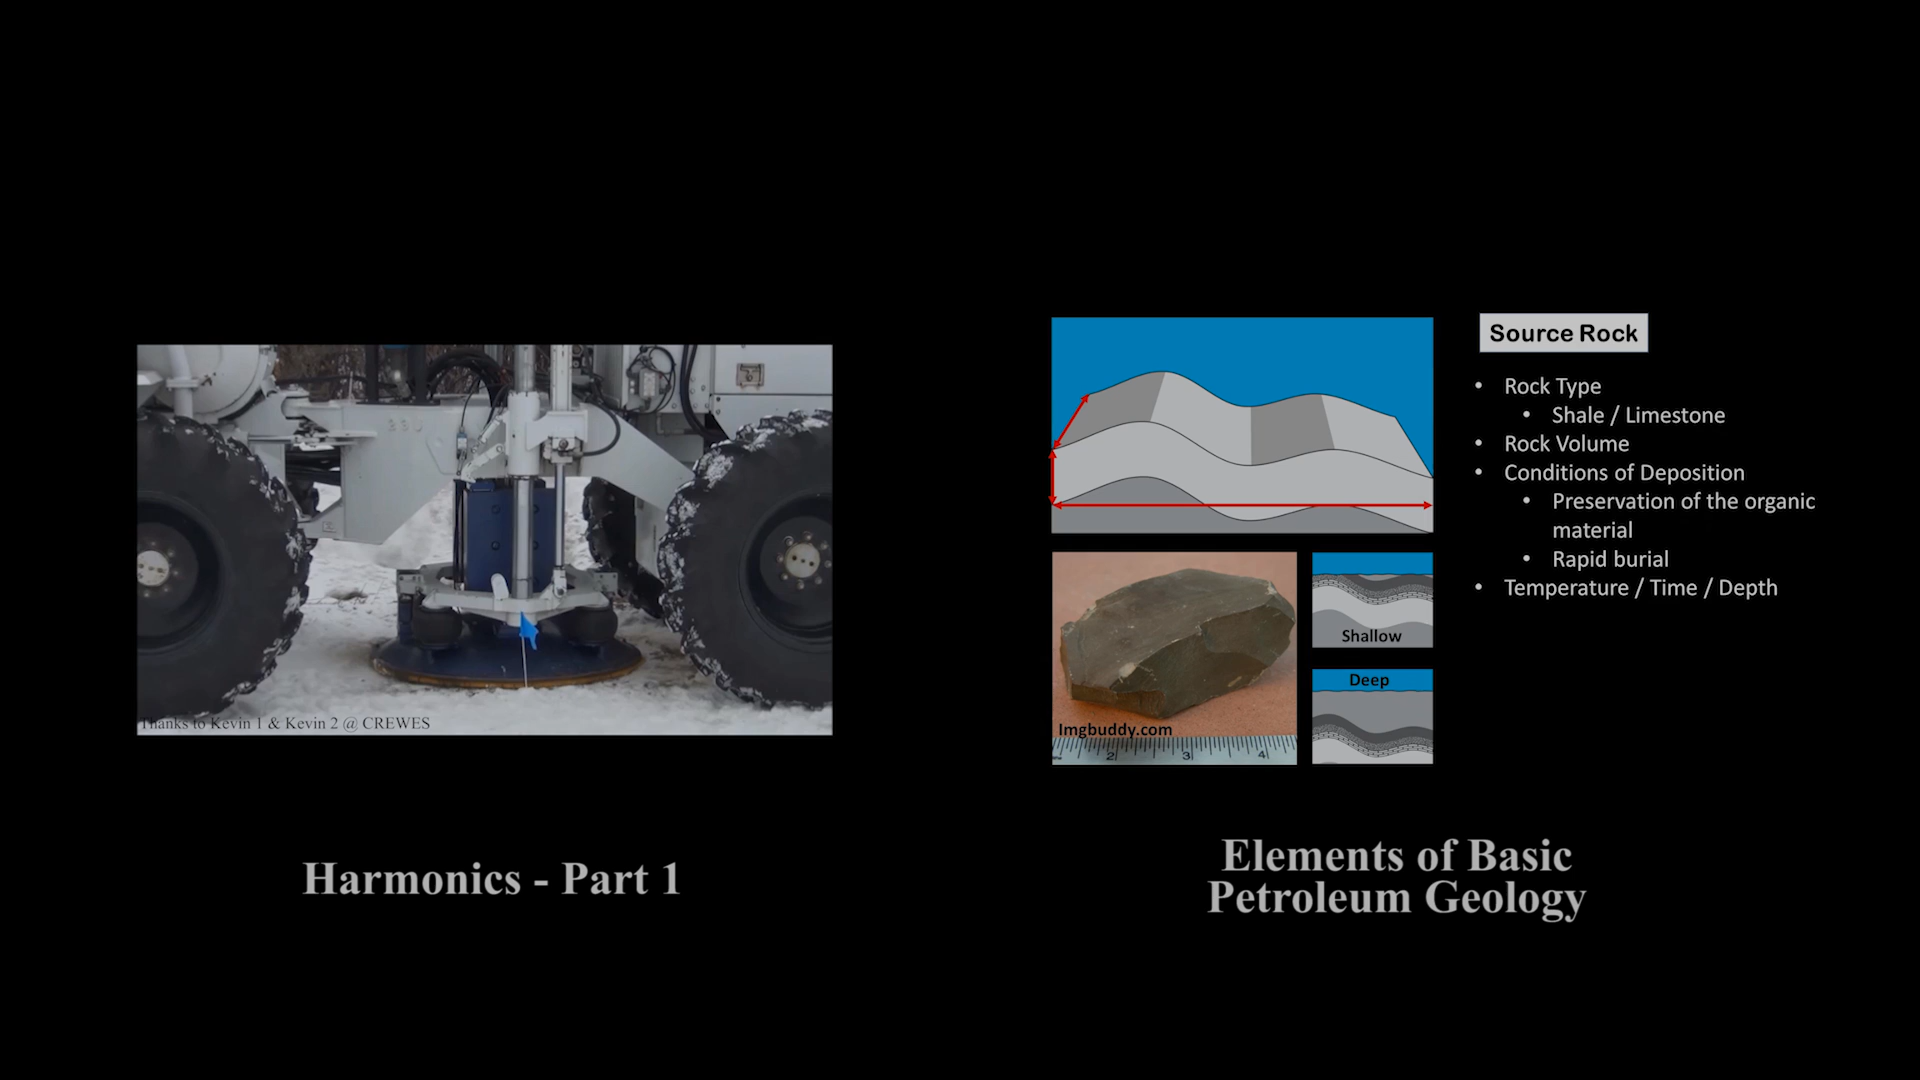 Thanks to Kevin 1 & Kevin 2 @ CREWES
Harmonics - Part 1
Source Rock
• Rock Type
• Shale / Limestone
• Rock Volume
• Conditions of Deposition
• Preservation of the organic
material
• Rapid burial
• Temperature / Time / Depth
Shallow
Deep
Imgbuddy.com
2 3 4
Elements of Basic
Petroleum Geology